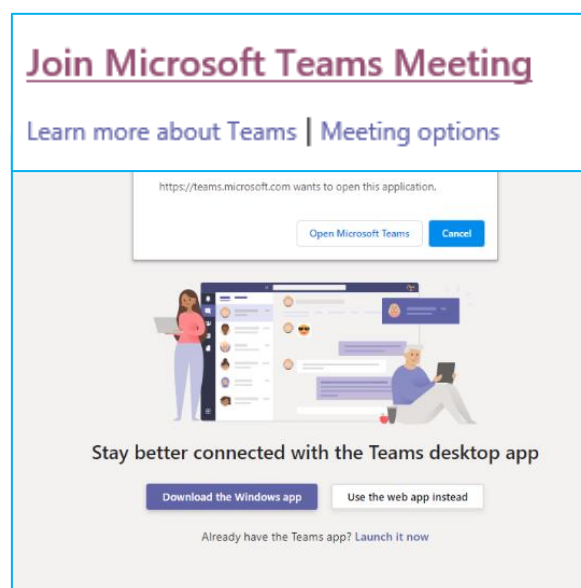 Join Microsoft Teams Meeting
Learn more about Teams | Meeting options
https://teams.microsoft.com wants to open this application.
Open Microsoft Teams Cancel
Stay better connected with the Teams desktop app
Download the Windows app Use the web app instead
Already have the Teams app? Launch it now